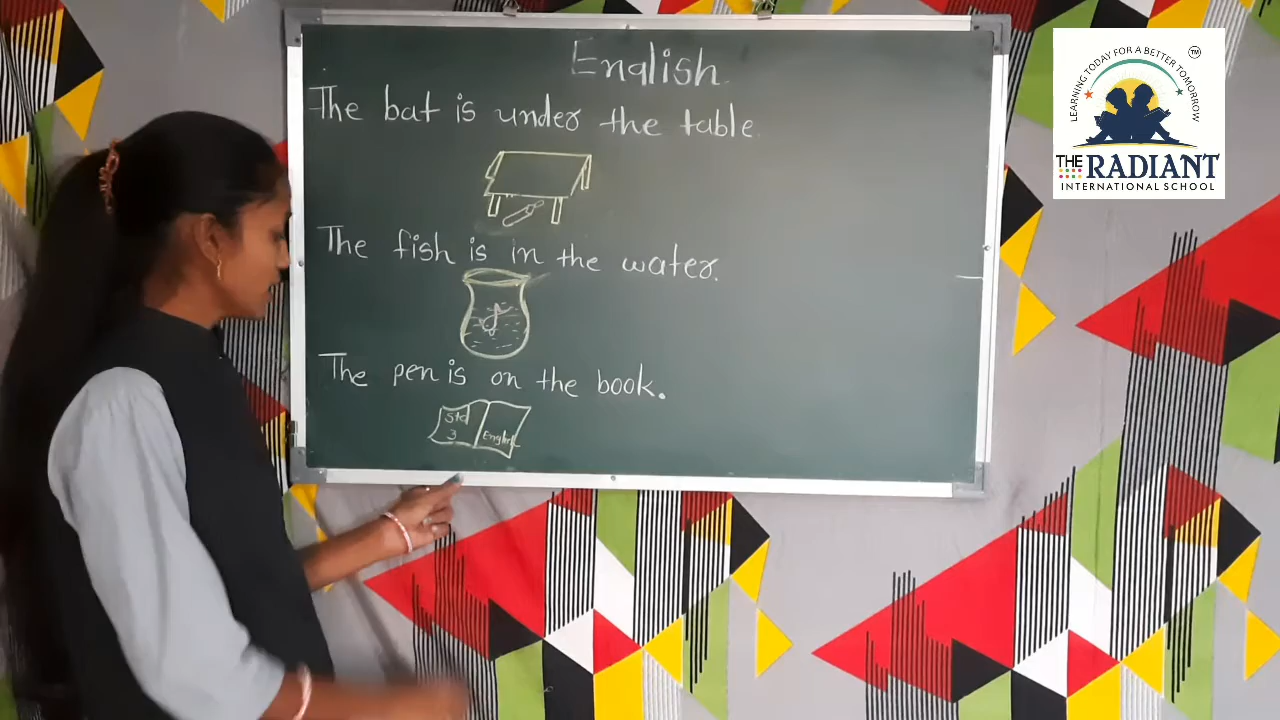 English
The bat is under the table.
The fish is in the water.
The pen is on the book.
Std
3
English
LEARNING TODAY FOR A BETTER TOMORROW
TM
THE RADIANT
INTERNATIONAL SCHOOL